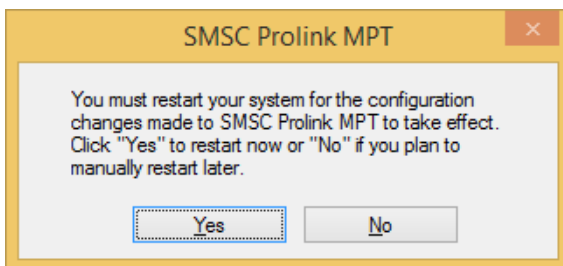 SMSC Prolink MPT
You must restart your system for the configuration
changes made to SMSC Prolink MPT to take effect.
Click "Yes" to restart now or "No" if you plan to
manually restart later.
Yes
No